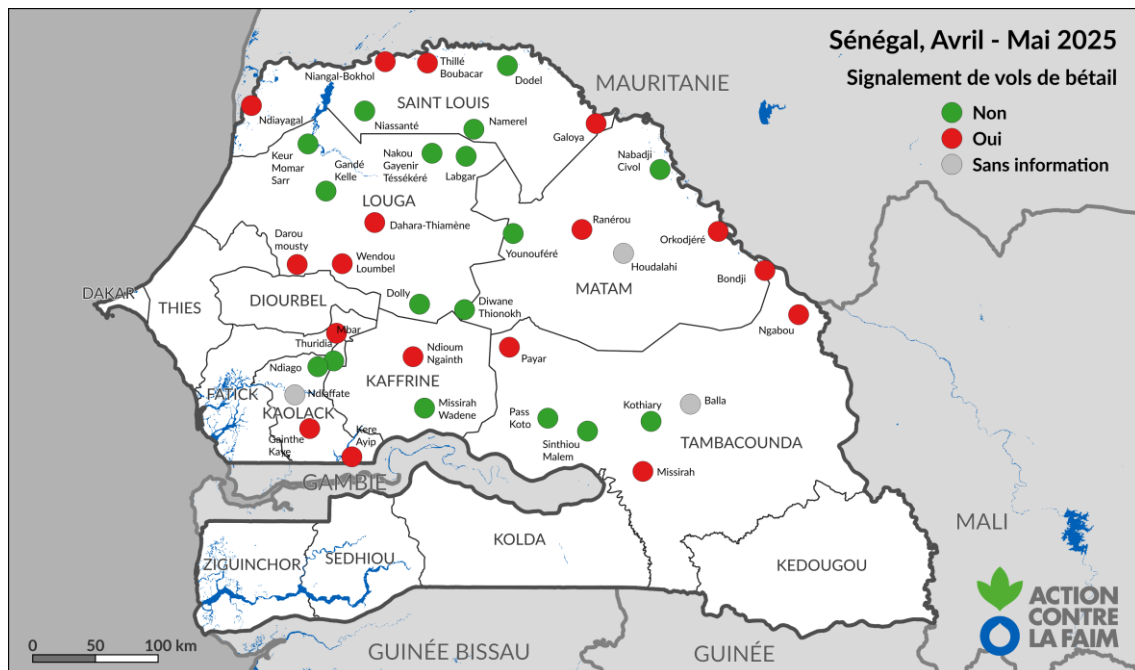 Sénégal, Avril - Mai 2025
Signalement de vols de bétail
Non
Oui
Sans information
MAURITANIE
Niangal-Bokhol
Thillé
Boubacar
Dodel
SAINT LOUIS
Ndiayagal
Niassanté
Namerel
Galoya
Keur
Momar
Sarr
Gandé
Kelle
Nakou
Gayenir
Téssékéré
Labgar
Nabadji
Civol
LOUGA
Dahara-Thiamène
Ranérou
Orkodjéré
Younouféré
Houdalahi
Darou
mousty
Wendou
Loumbel
Bondji
MATAM
DAKAR
THIES
DIOURBEL
Dolly
Diwane
Thionokh
Ngabou
Mbar
Thuridia
Ndioum
Ngainth
Payar
Ndiago
KAFFRINE
FATICK
Ndiaffate
KAOLACK
Missirah
Wadene
Pass
Koto
Kothiary
Balla
Gainthe
Kaye
Kere
Ayip
Sinthiou
Malem
TAMBACOUNDA
Missirah
GAMBIE
MALI
ZIGUINCHOR
SEDHIOU
KOLDA
KEDOUGOU
ACTION
CONTRE
LA FAIM
0 50 100 km
GUINÉE BISSAU
GUINÉE